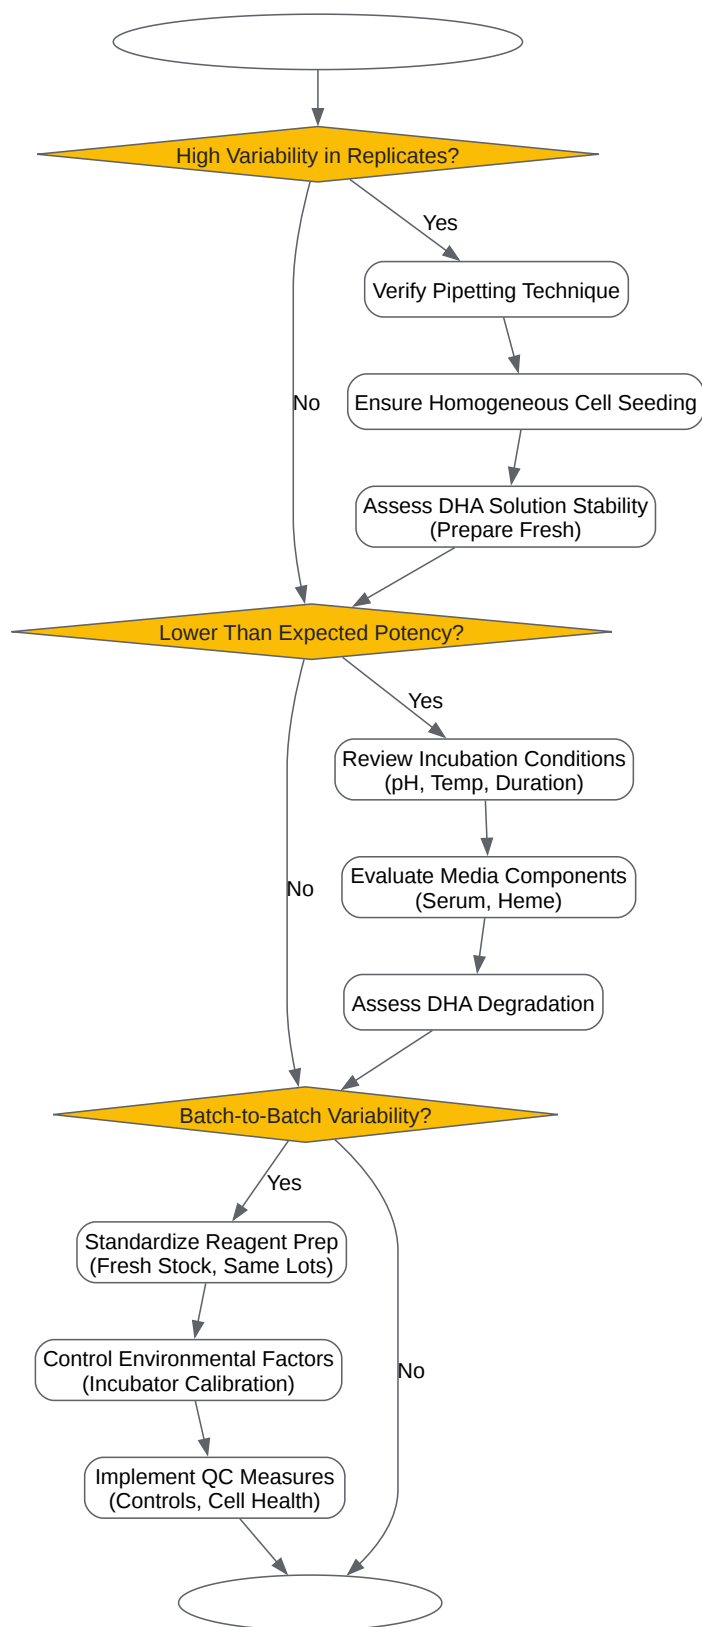 High Variability in Replicates?
Yes
Verify Pipetting Technique
No
Ensure Homogeneous Cell Seeding
Assess DHA Solution Stability
(Prepare Fresh)
Lower Than Expected Potency?
Yes
Review Incubation Conditions
(pH, Temp, Duration)
Evaluate Media Components
(Serum, Heme)
No
Assess DHA Degradation
Batch-to-Batch Variability?
Yes
Standardize Reagent Prep
(Fresh Stock, Same Lots)
Control Environmental Factors
(Incubator Calibration)
No
Implement QC Measures
(Controls, Cell Health)